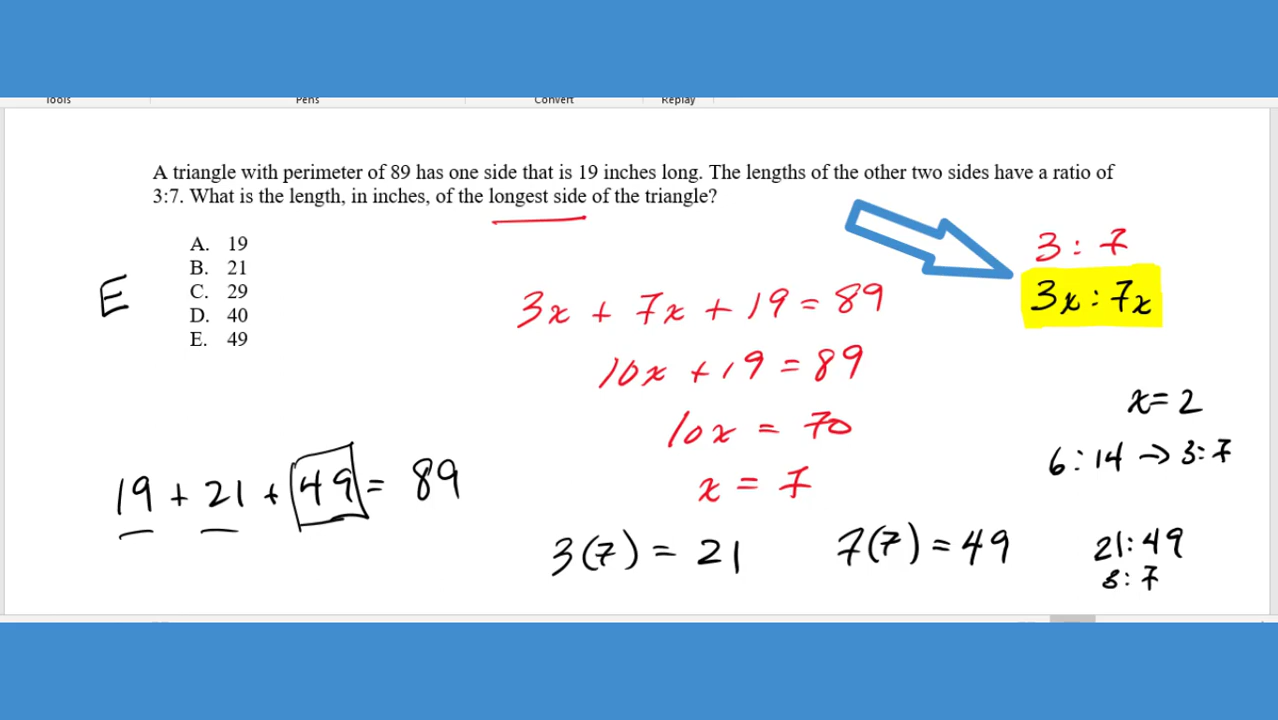 Tools Pens Convert Replay
A triangle with perimeter of 89 has one side that is 19 inches long. The lengths of the other two sides have a ratio of
3:7. What is the length, in inches, of the longest side of the triangle?
A. 19
B. 21
C. 29
D. 40
E. 49
E
3 : 7
3x : 7x
3x + 7x + 19 = 89
10x + 19 = 89
10x = 70
x = 7
x = 2
6 : 14 → 3:7
19 + 21 + 49 = 89
3(7) = 21
7(7) = 49
21:49
3:7